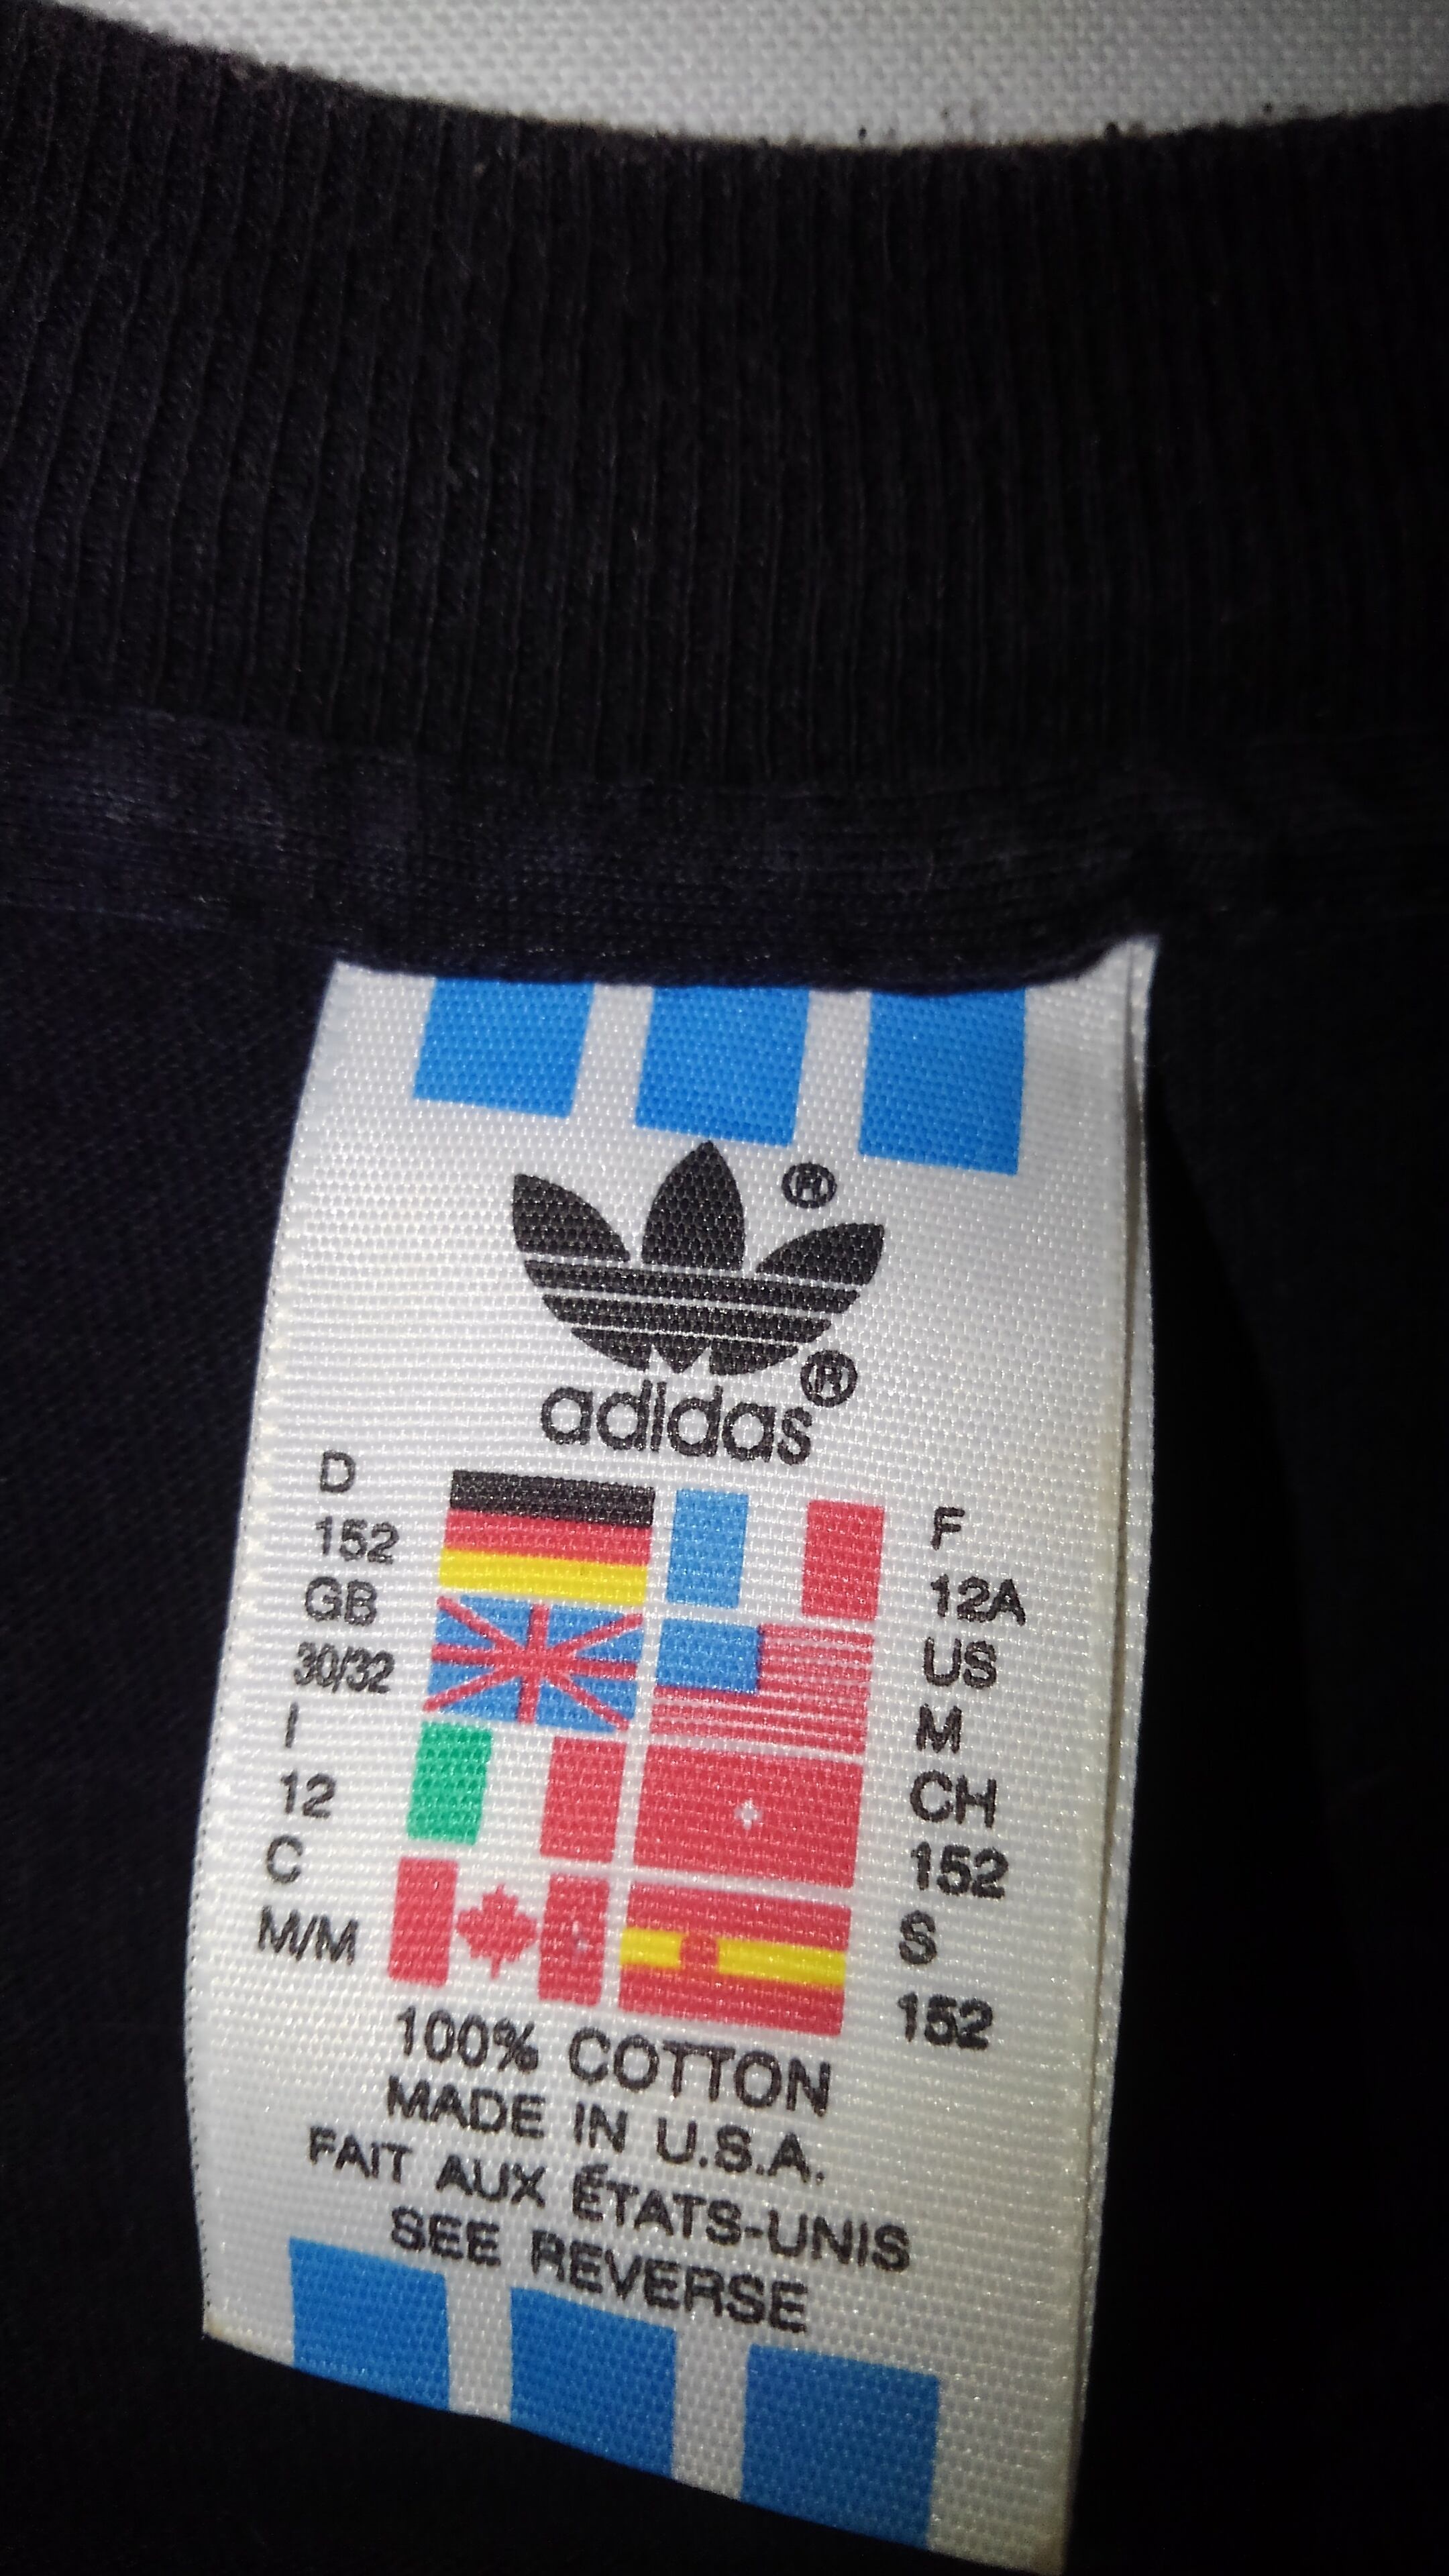 ®
adidas®
D
152
GB
30/32
I
12
C
M/M
F
12A
US
M
CH
152
S
152
100% COTTON
MADE IN U.S.A.
FAIT AUX ÉTATS-UNIS
SEE REVERSE